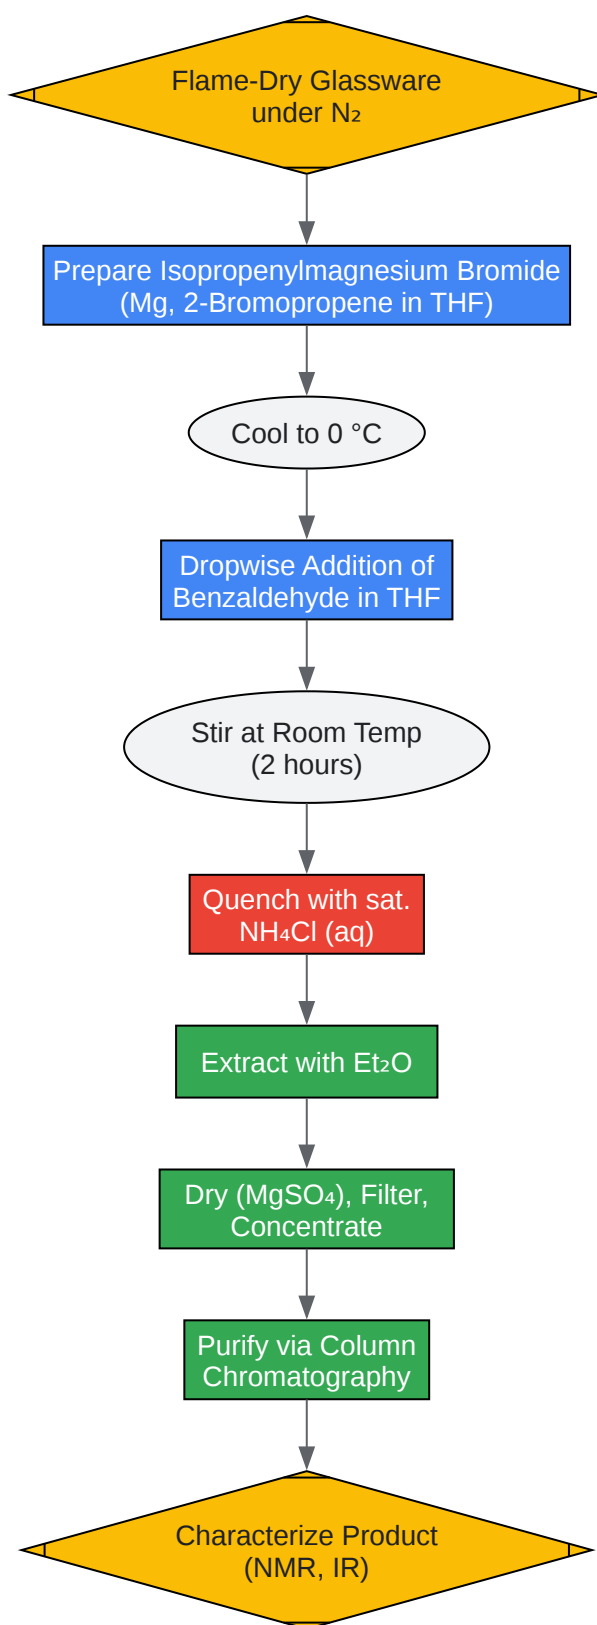 Flame-Dry Glassware
under N₂
Prepare Isopropenylmagnesium Bromide
(Mg, 2-Bromopropene in THF)
Cool to 0 °C
Dropwise Addition of
Benzaldehyde in THF
Stir at Room Temp
(2 hours)
Quench with sat.
NH₄Cl (aq)
Extract with Et₂O
Dry (MgSO₄), Filter,
Concentrate
Purify via Column
Chromatography
Characterize Product
(NMR, IR)